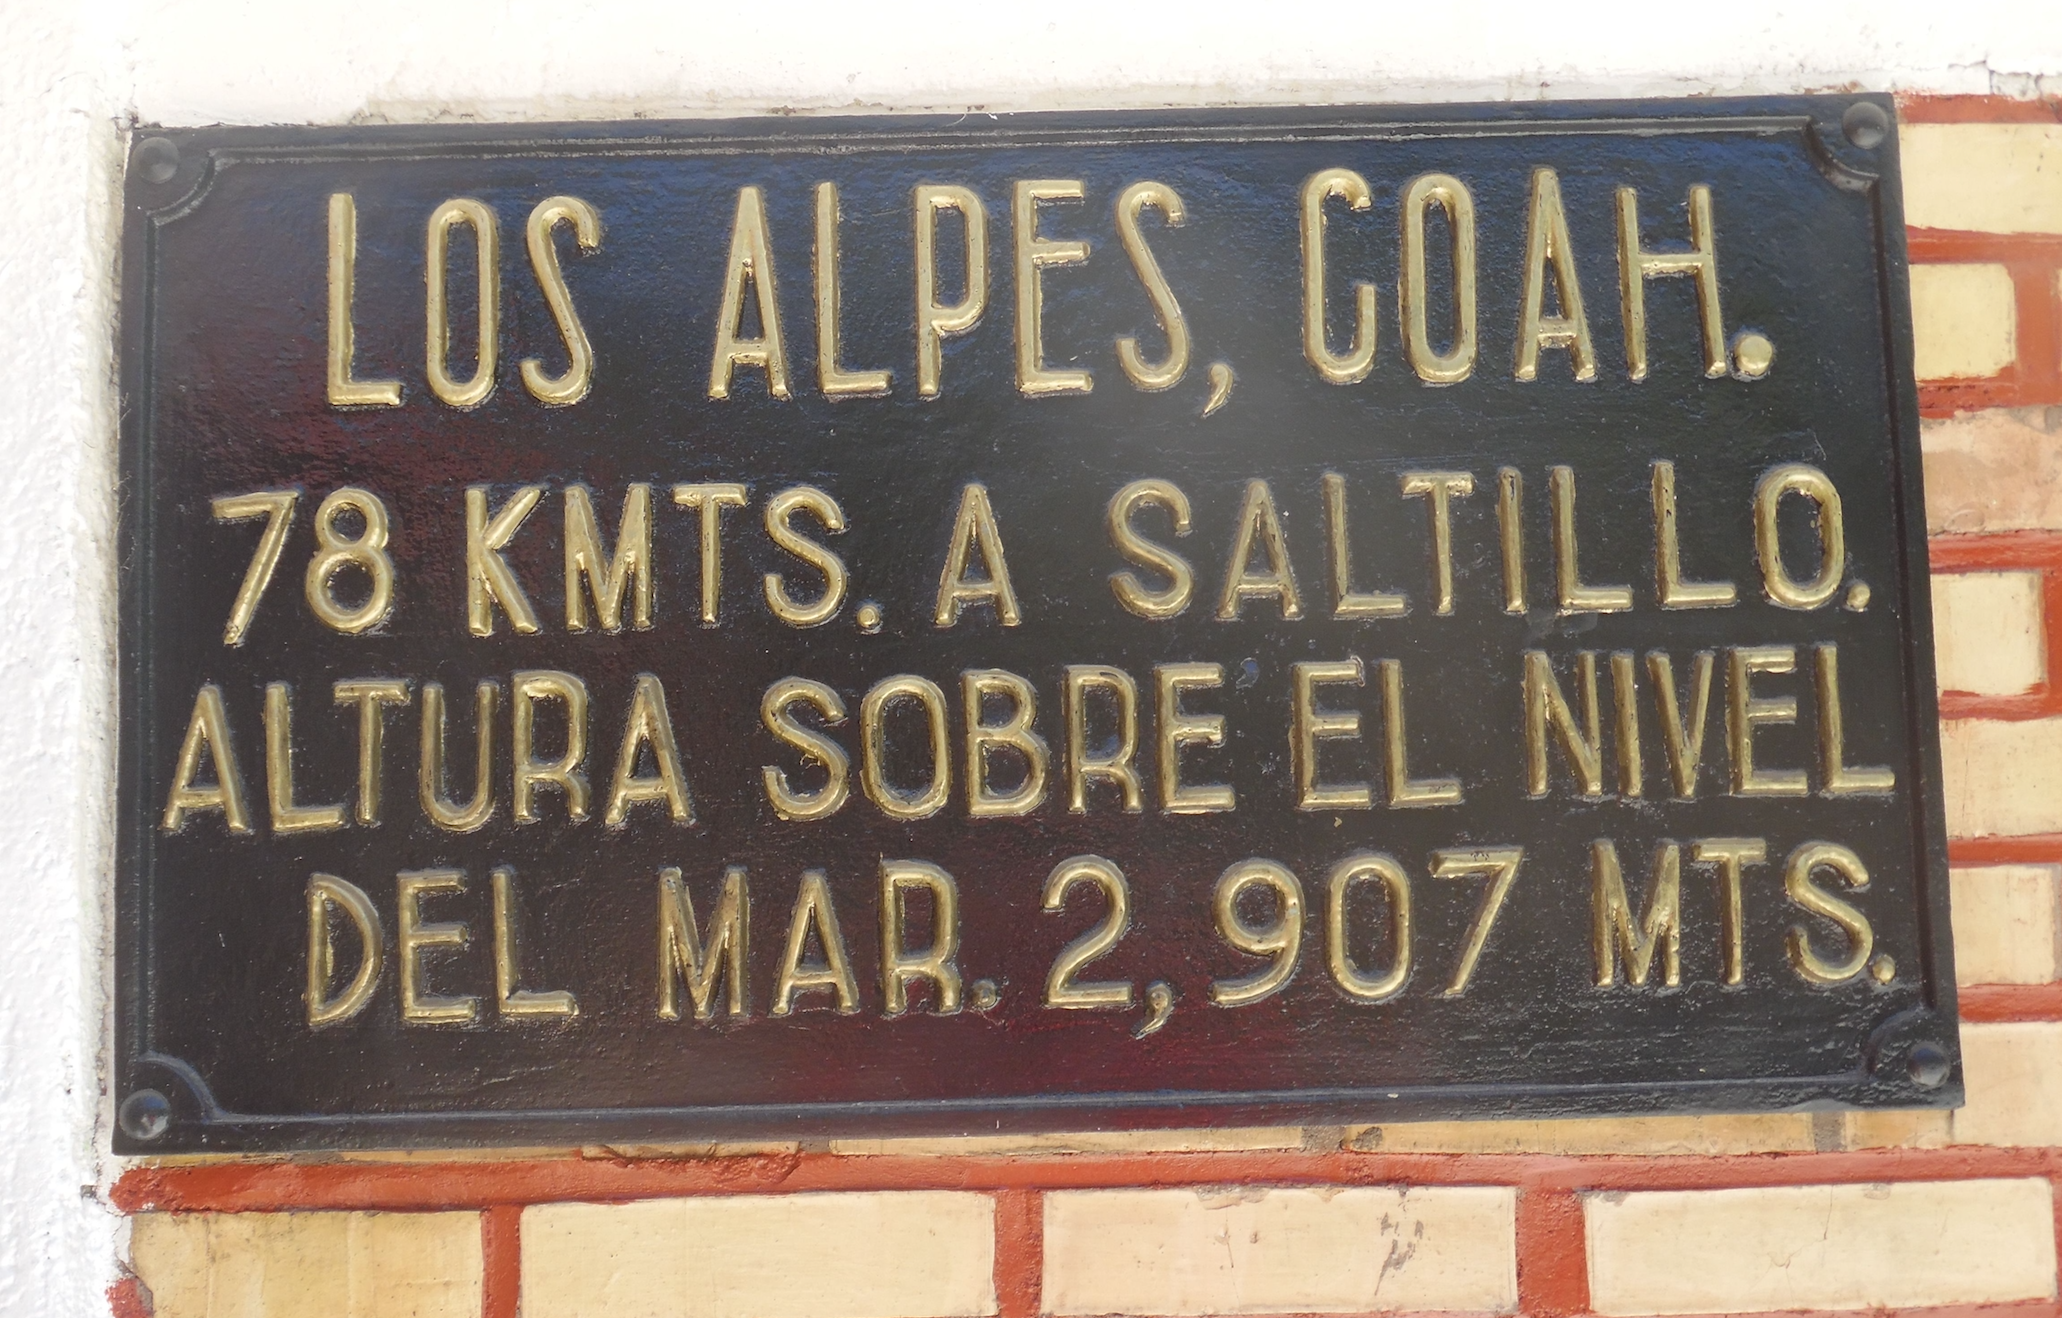 LOS ALPES, COAH.
78 KMTS. A SALTILLO.
ALTURA SOBRE EL NIVEL
DEL MAR. 2,907 MTS.